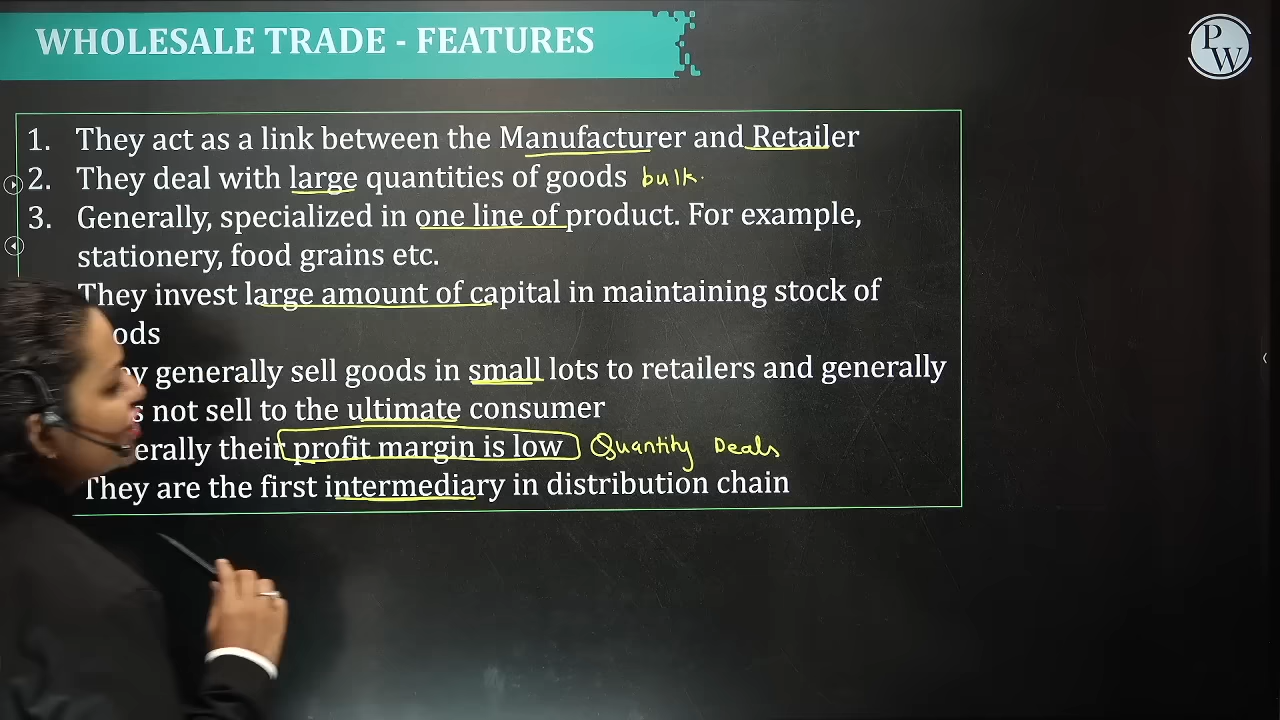 WHOLESALE TRADE - FEATURES
PW
1. They act as a link between the Manufacturer and Retailer
2. They deal with large quantities of goods bulk.
3. Generally, specialized in one line of product. For example,
stationery, food grains etc.
They invest large amount of capital in maintaining stock of
ods
ey generally sell goods in small lots to retailers and generally
s not sell to the ultimate consumer
erally their profit margin is low Quantity Deals
They are the first intermediary in distribution chain